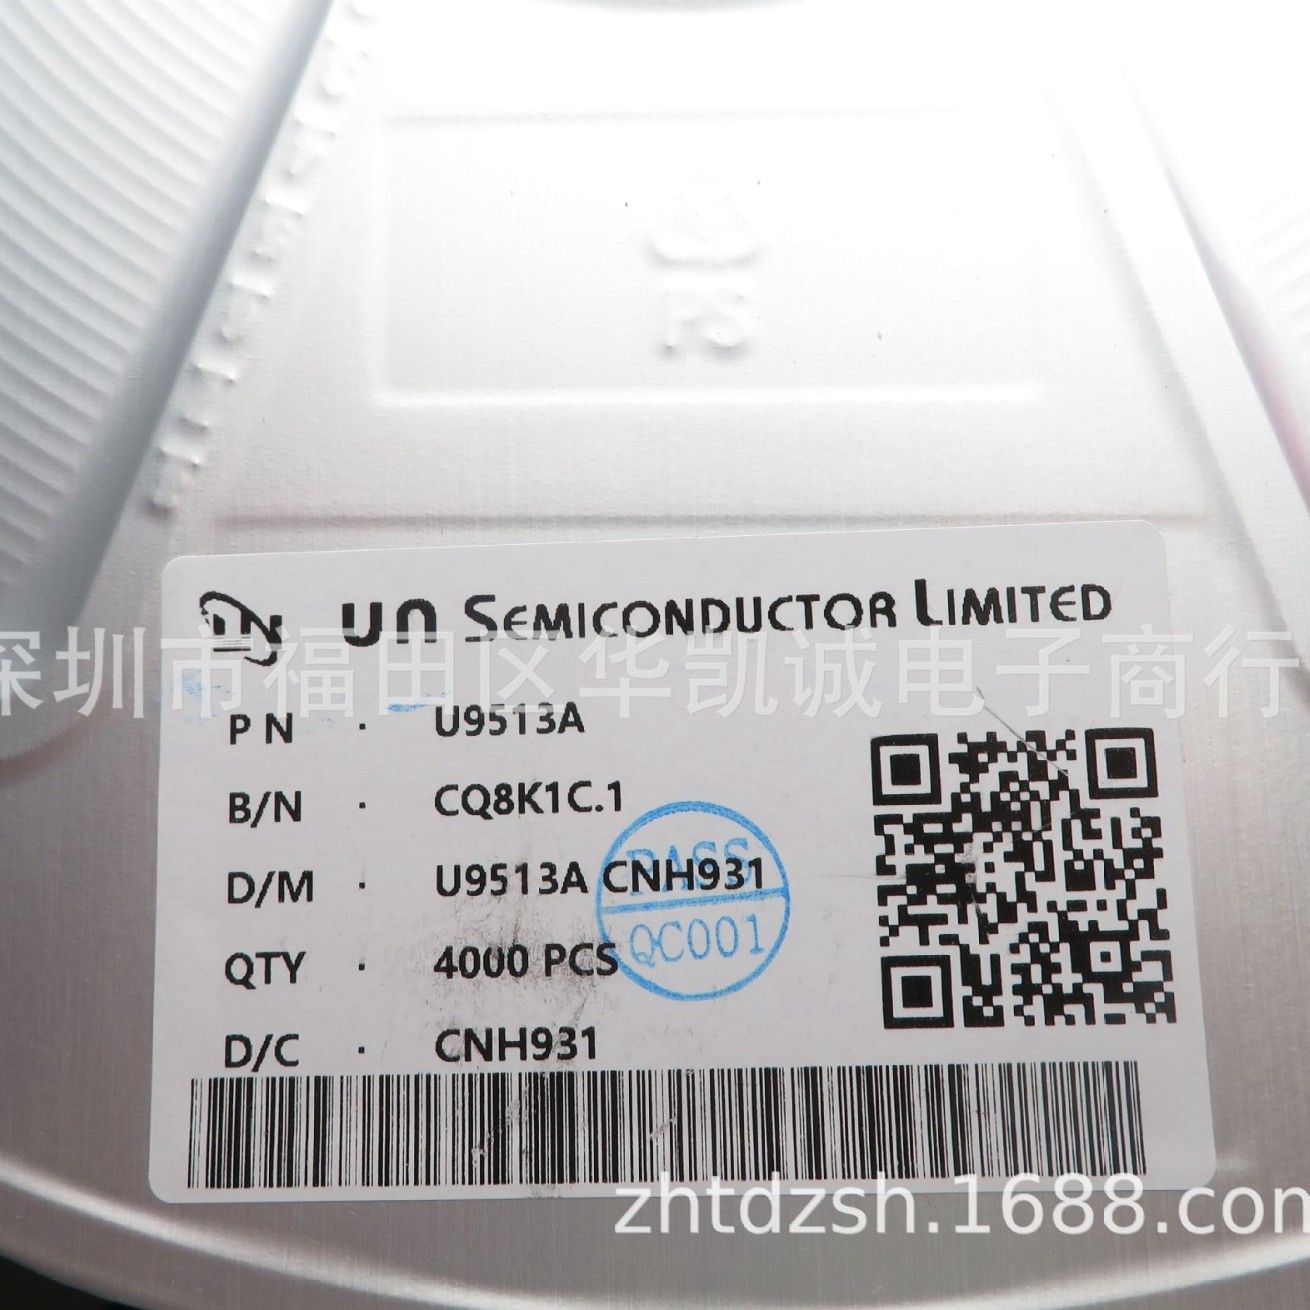 UN SEMICONDUCTOR LIMITED
深圳市福田区华凯诚电子商行
P N · U9513A
B/N · CQ8K1C.1
PASS
D/M · U9513A CNH931
QC001
QTY · 4000 PCS
D/C · CNH931
zhtdzsh.1688.com